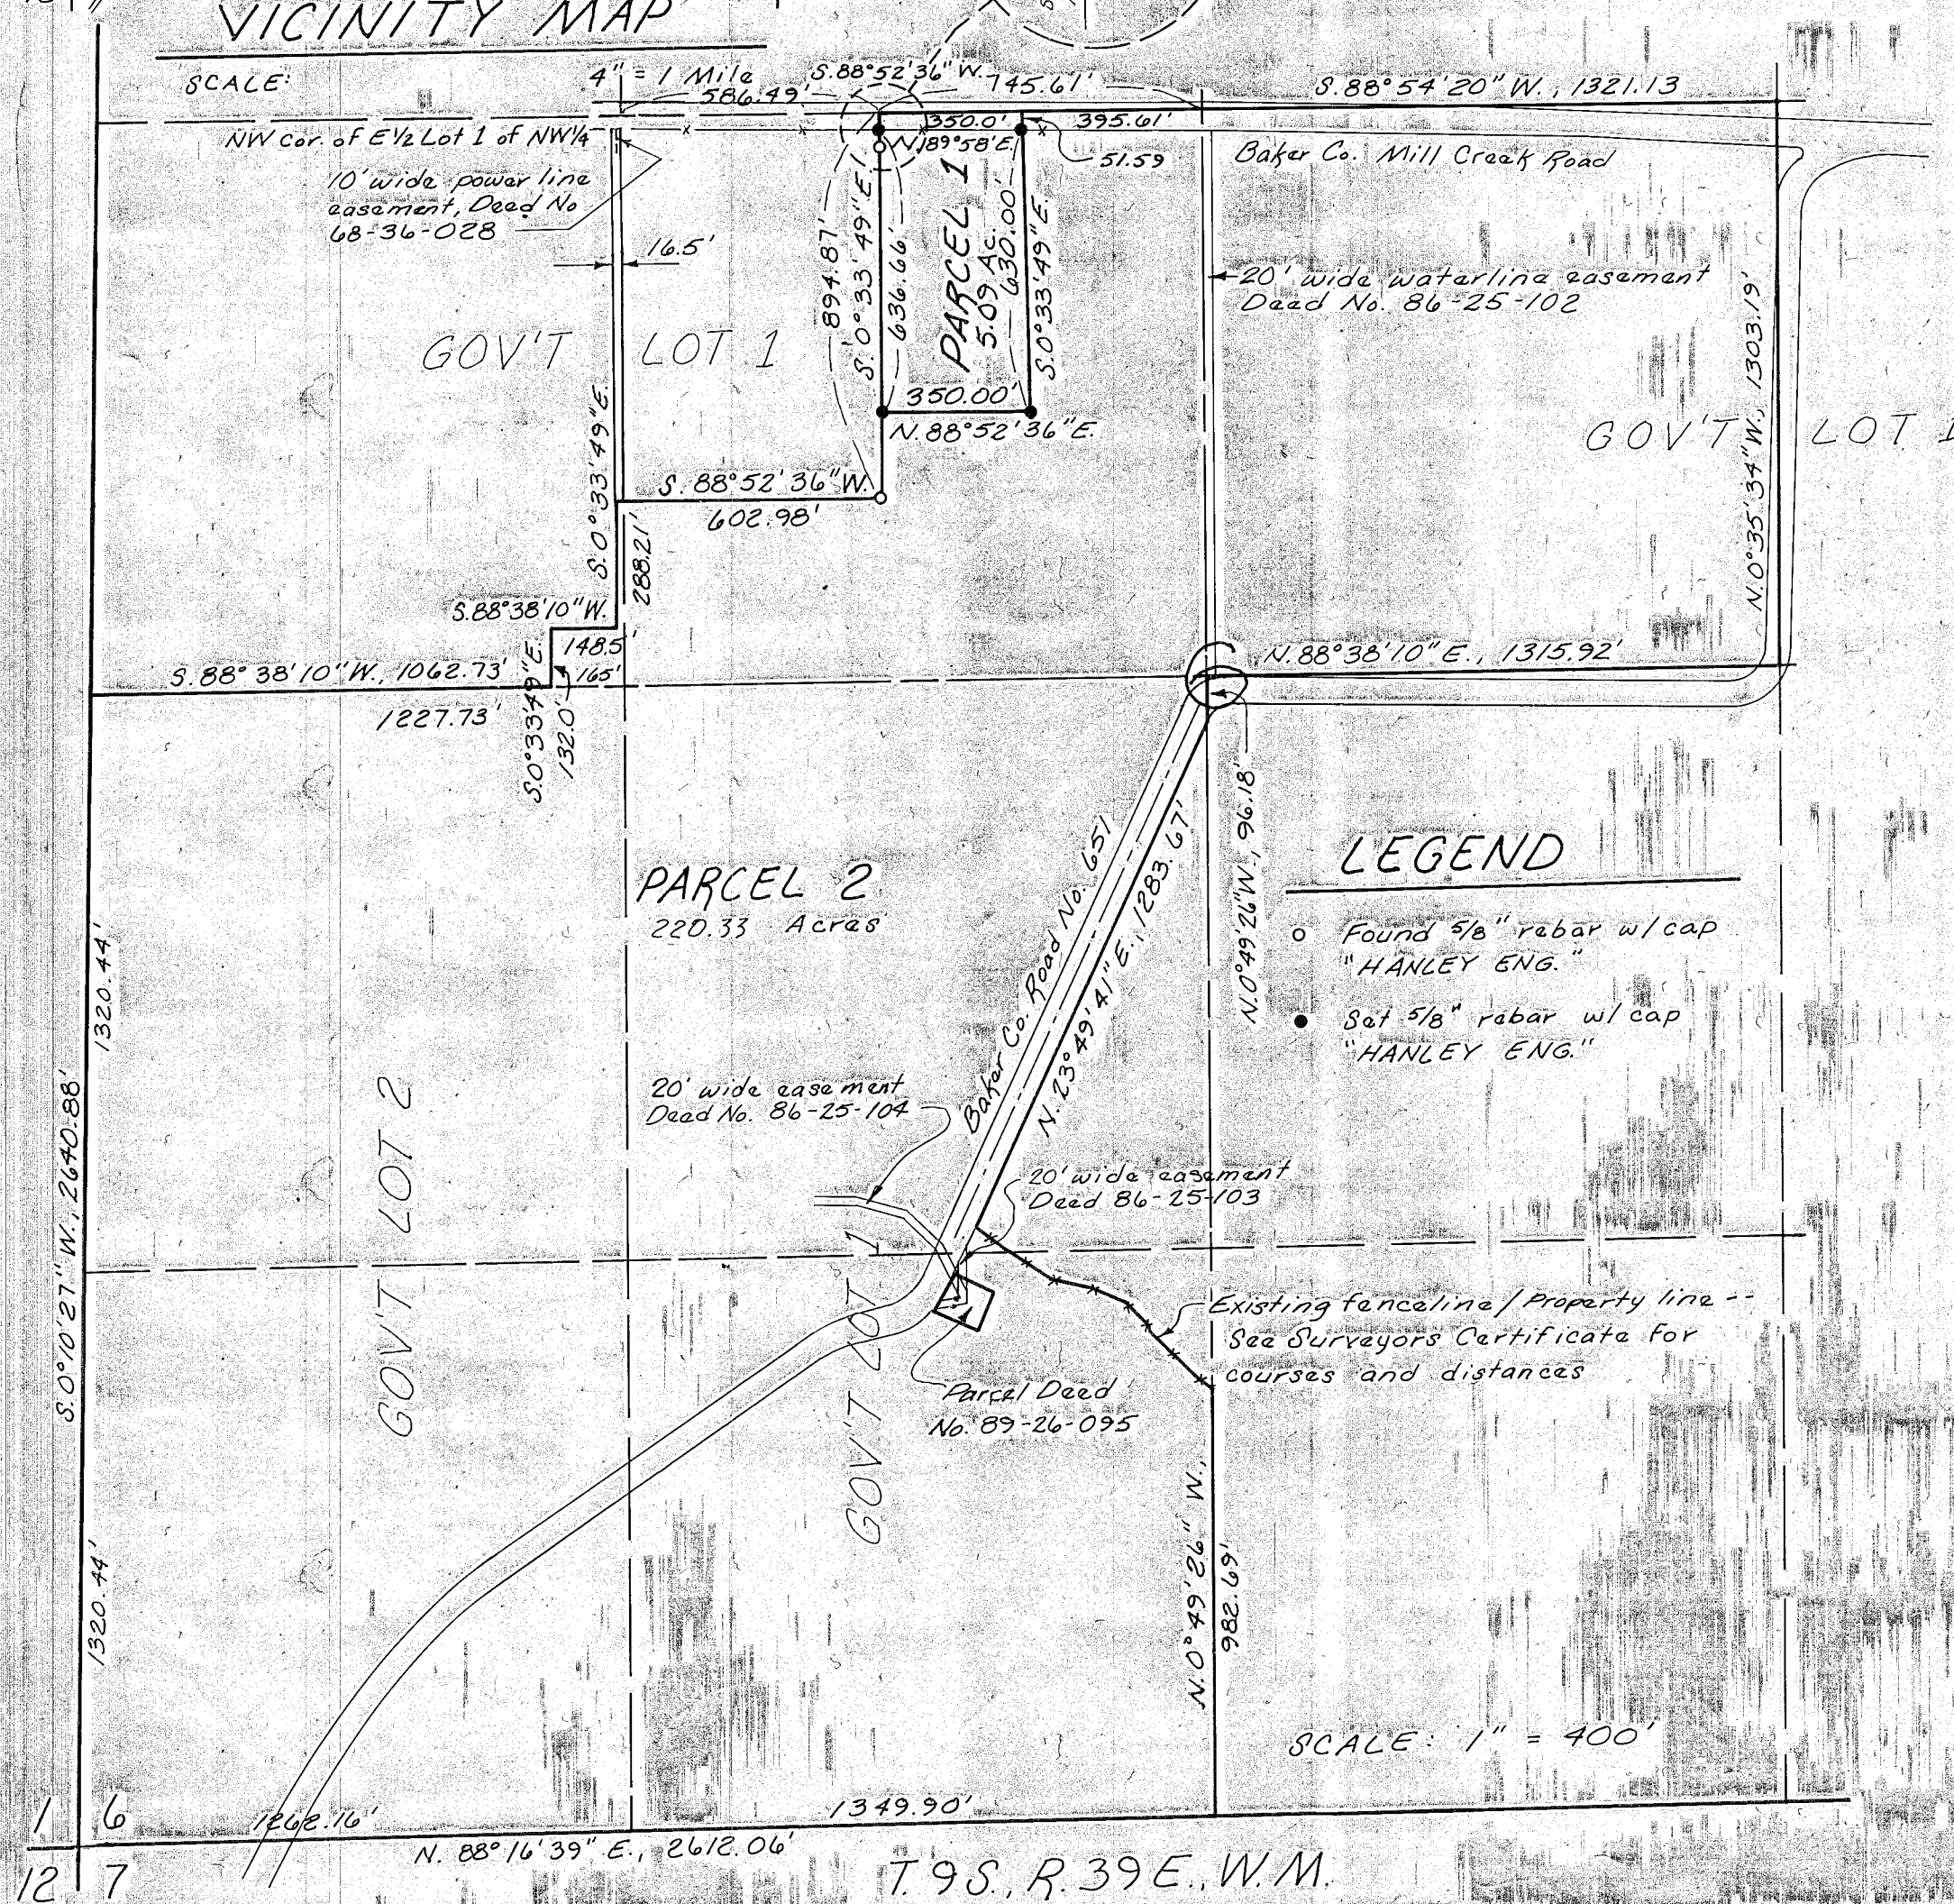 VICINITY MAP
SCALE: 4" = 1 Mile
S.88°52'36"W.
586.49'
745.61'
S.88°54'20"W., 1321.13
NW cor. of E½ Lot 1 of NW¼
350.0'
395.61'
N.89°58'E.
51.59
Baker Co. Mill Creek Road
10' wide power line
easement, Deed No
68-36-028
16.5'
894.87'
S.0°33'49"E.
636.66'
PARCEL 1
5.09 Ac.
630.00'
S.0°33'49"E.
20' wide waterline easement
Deed No. 86-25-102
N.0°35'34"W., 1303.19'
GOV'T LOT 1
350.00'
N.88°52'36"E.
GOV'T LOT 1
S.0°33'49"E.
S.88°52'36"W.
602.98'
288.21'
S.88°38'10"W.
148.5'
S.88°38'10"W., 1062.73'
165'
1227.73'
S.0°33'49"E.
132.0'
N.88°38'10"E., 1315.92'
N.0°49'26"W., 96.18'
PARCEL 2
220.33 Acres
Baker Co. Road No. 651
N.23°49'41"E., 1283.67'
LEGEND
Found 5/8" rebar w/cap
"HANLEY ENG."
Set 5/8" rebar w/ cap
"HANLEY ENG."
1320.44'
S.0°10'27"W., 2640.88'
GOV'T LOT 2
20' wide easement
Deed No. 86-25-104
20' wide easement
Deed 86-25-103
GOV'T LOT 1
Existing fenceline/Property line --
See Surveyors Certificate for
courses and distances
Parcel Deed
No. 89-26-095
1320.44'
N.0°49'26" W.,
982.69'
SCALE: 1" = 400'
1 6
1262.16'
1349.90'
N. 88°16'39" E., 2612.06'
12 7
T.9S., R.39E., W.M.